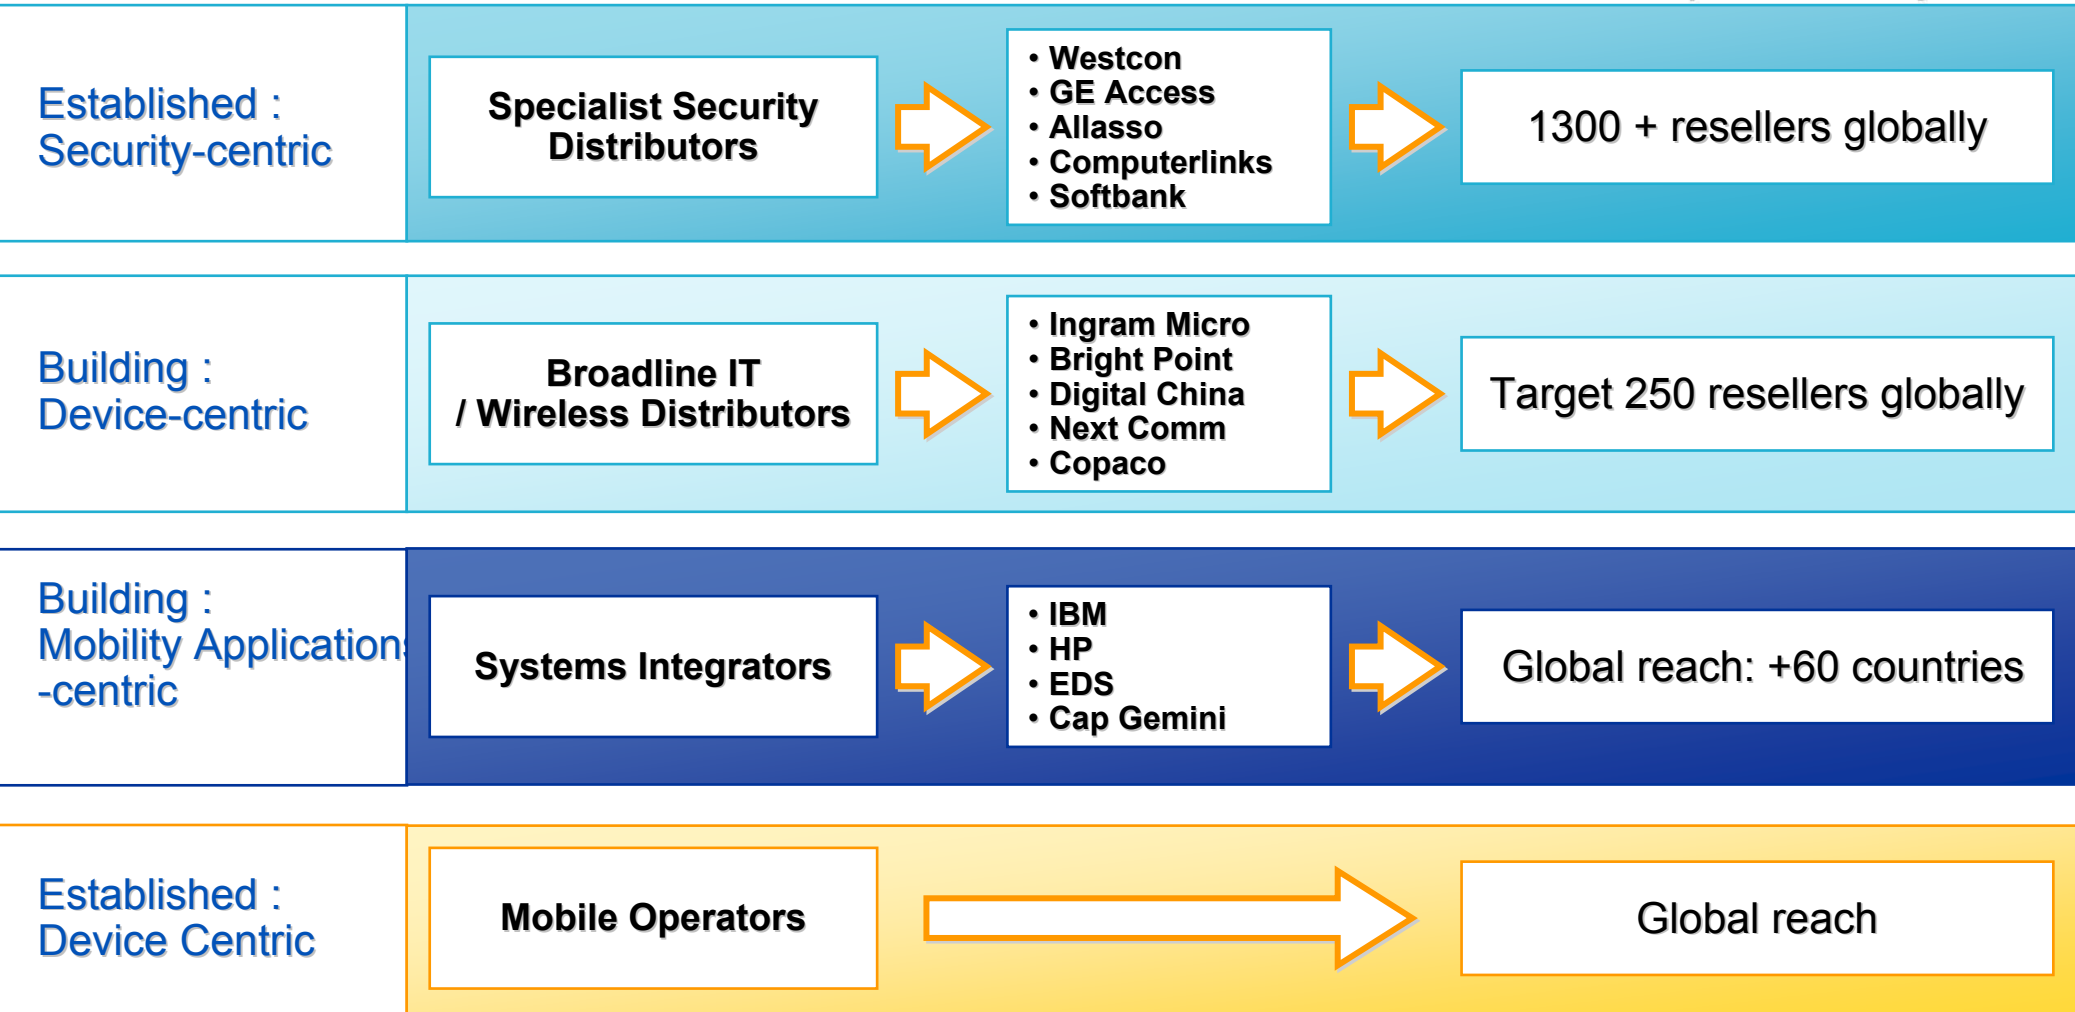 Established :
Security-centric
Specialist Security
Distributors
• Westcon
• GE Access
• Allasso
• Computerlinks
• Softbank
1300 + resellers globally
Building :
Device-centric
Broadline IT
/ Wireless Distributors
• Ingram Micro
• Bright Point
• Digital China
• Next Comm
• Copaco
Target 250 resellers globally
Building :
Mobility Applications
-centric
Systems Integrators
• IBM
• HP
• EDS
• Cap Gemini
Global reach: +60 countries
Established :
Device Centric
Mobile Operators
Global reach